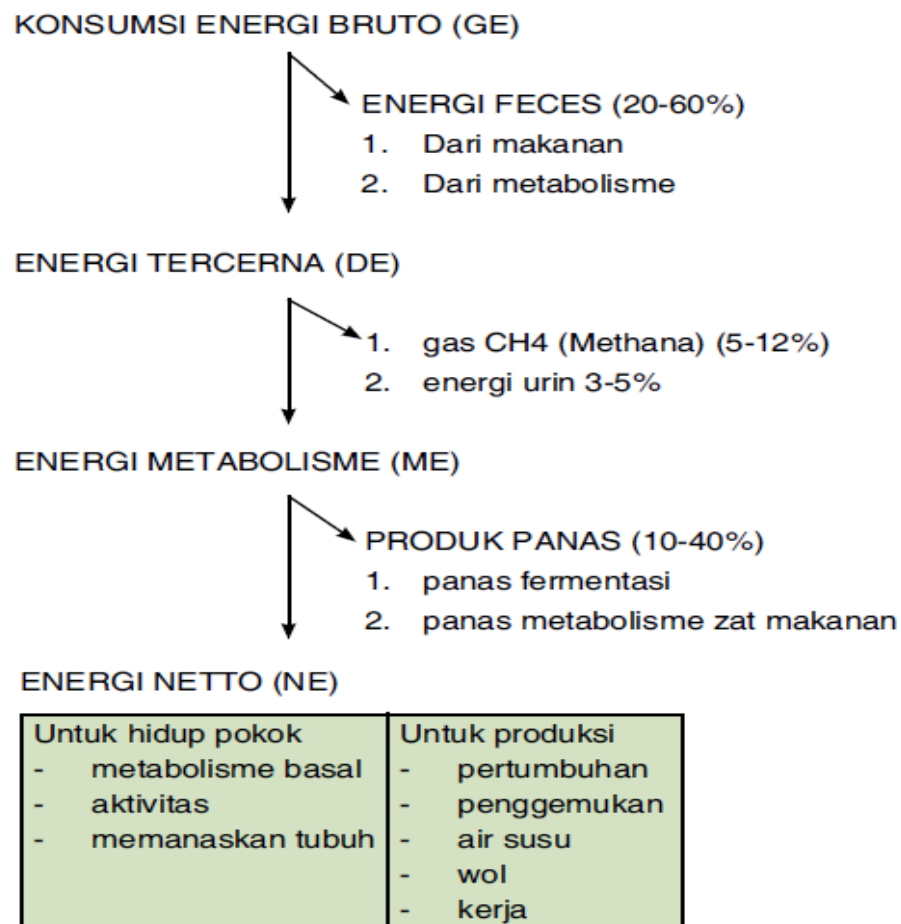 KONSUMSI ENERGI BRUTO (GE)
ENERGI FECES (20-60%)
1. Dari makanan
2. Dari metabolisme
ENERGI TERCERNA (DE)
1. gas CH4 (Methana) (5-12%)
2. energi urin 3-5%
ENERGI METABOLISME (ME)
PRODUK PANAS (10-40%)
1. panas fermentasi
2. panas metabolisme zat makanan
ENERGI NETTO (NE)
Untuk hidup pokok
- metabolisme basal
- aktivitas
- memanaskan tubuh
Untuk produksi
- pertumbuhan
- penggemukan
- air susu
- wol
- kerja